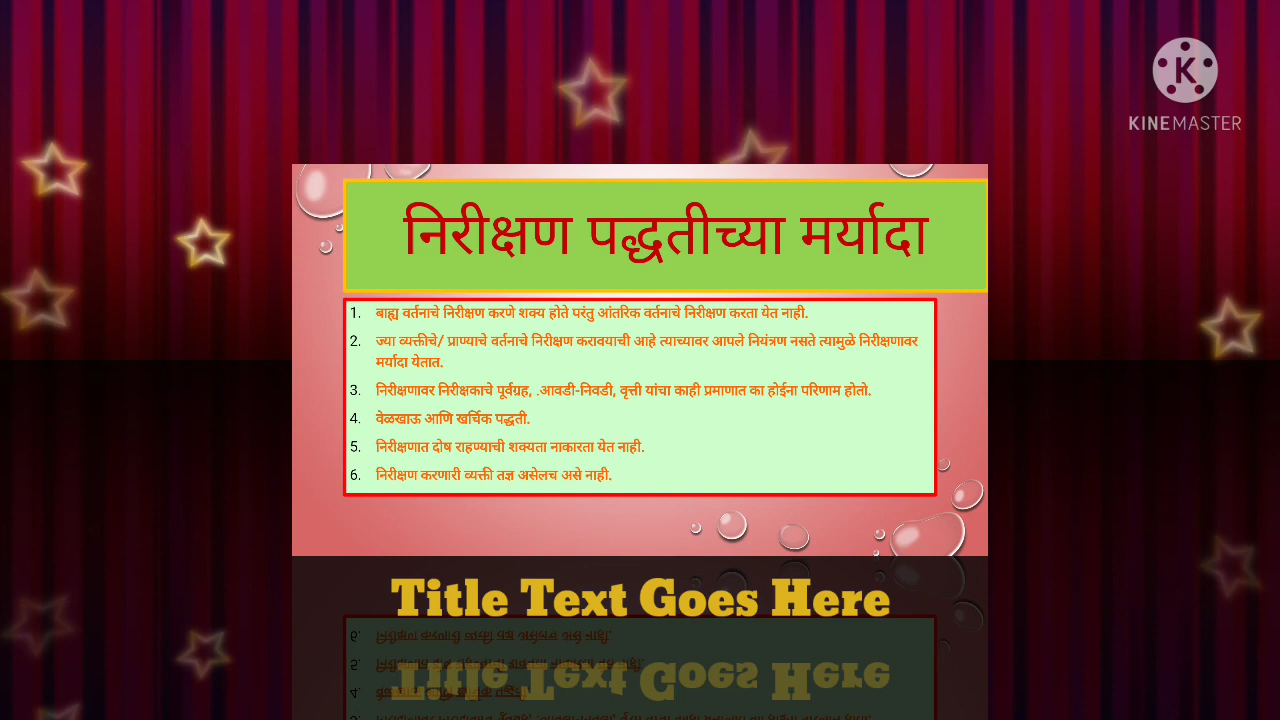 KINEMASTER
निरीक्षण पद्धतीच्या मर्यादा
1. बाह्य वर्तनाचे निरीक्षण करणे शक्य होते परंतु आंतरिक वर्तनाचे निरीक्षण करता येत नाही.
2. ज्या व्यक्तीचे/ प्राण्याचे वर्तनाचे निरीक्षण करावयाची आहे त्याच्यावर आपले नियंत्रण नसते त्यामुळे निरीक्षणावर
मर्यादा येतात.
3. निरीक्षणावर निरीक्षकाचे पूर्वग्रह, .आवडी-निवडी, वृत्ती यांचा काही प्रमाणात का होईना परिणाम होतो.
4. वेळखाऊ आणि खर्चिक पद्धती.
5. निरीक्षणात दोष राहण्याची शक्यता नाकारता येत नाही.
6. निरीक्षण करणारी व्यक्ती तज्ञ असेलच असे नाही.
Title Text Goes Here